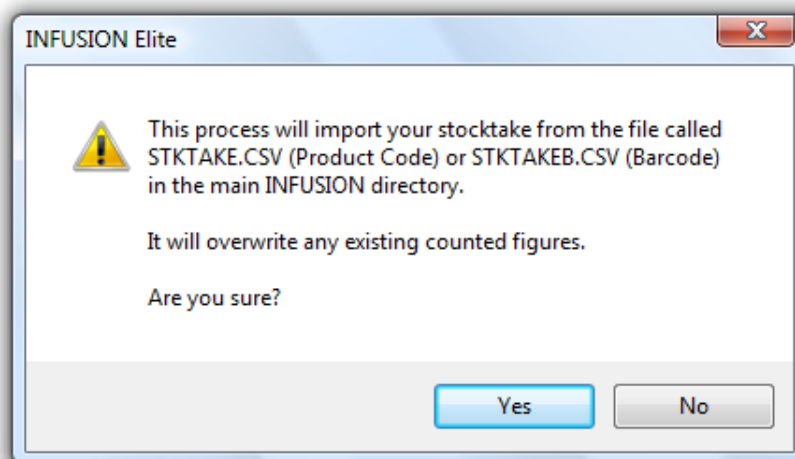 INFUSION Elite
This process will import your stocktake from the file called
STKTAKE.CSV (Product Code) or STKTAKEB.CSV (Barcode)
in the main INFUSION directory.
It will overwrite any existing counted figures.
Are you sure?
Yes
No